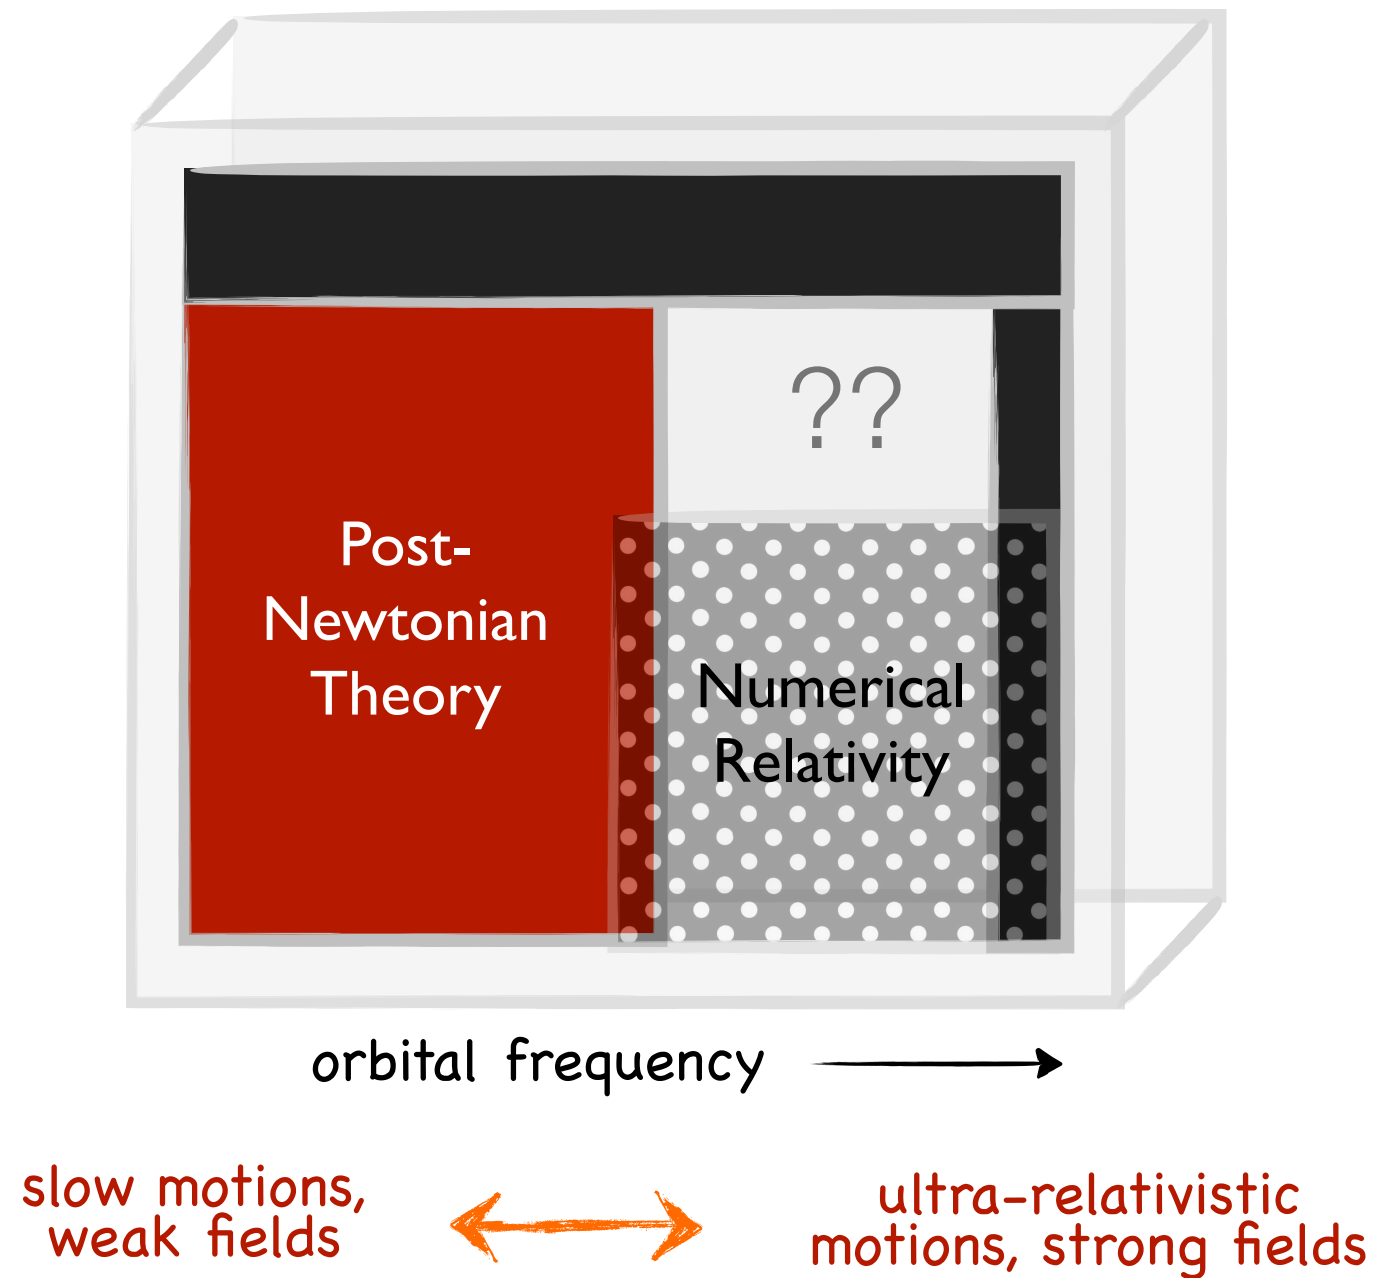 ??
Post-
Newtonian
Theory
Numerical
Relativity
orbital frequency
slow motions,
weak fields
ultra-relativistic
motions, strong fields